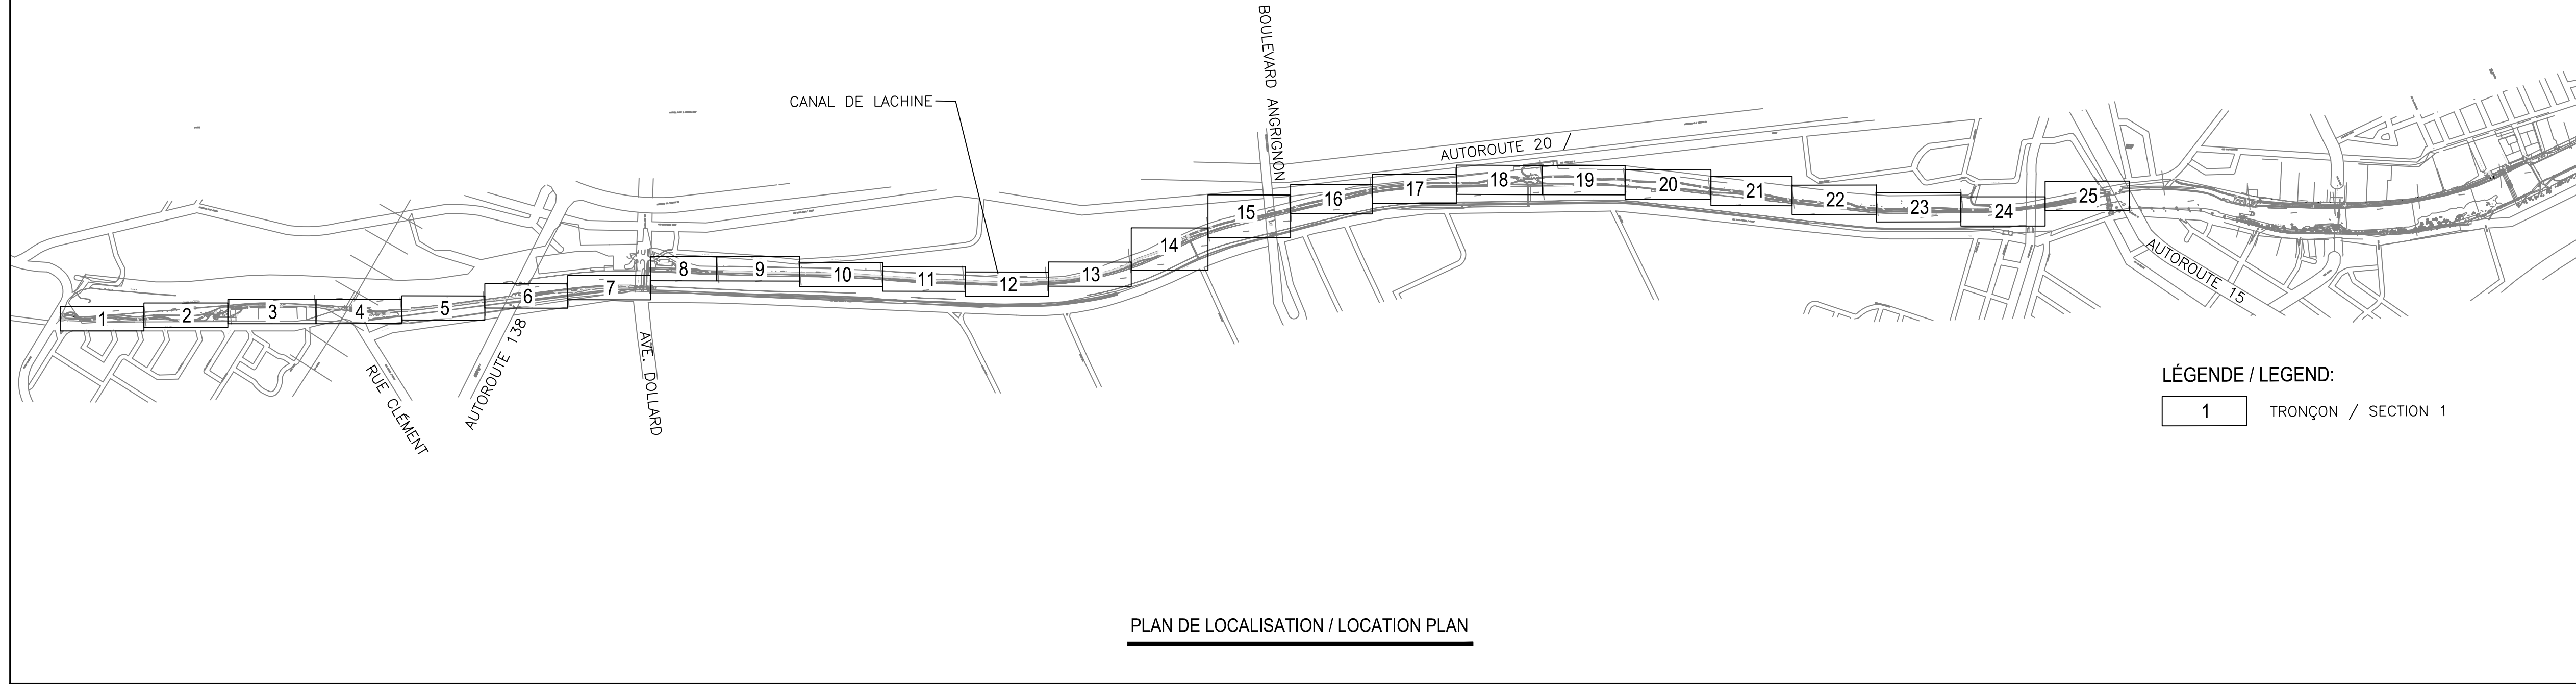 BOULEVARD ANGRIGNON
CANAL DE LACHINE
AUTOROUTE 20 /
1
2
3
4
5
6
7
8
9
10
11
12
13
14
15
16
17
18
19
20
21
22
23
24
25
RUE CLÉMENT
AUTOROUTE 138
AVE. DOLLARD
AUTOROUTE 15
LÉGENDE / LEGEND:
1
TRONÇON / SECTION 1
PLAN DE LOCALISATION / LOCATION PLAN